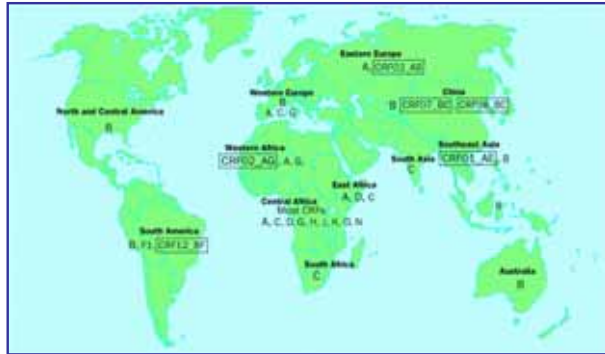 Eastern Europe
A, CRF03_AB
Western Europe
B
A, C, G
China
B CRF07_BC CRF08_BC
North and Central America
B
Southeast Asia
CRF01_AE, B
Western Africa
CRF02_AG, A, G,
South Asia
C
East Africa
A, D, C
Central Africa
Most CRFs
A, C, D, G, H, J, K, O, N
B
South America
B, F1, CRF12_BF
South Africa
C
Australia
B